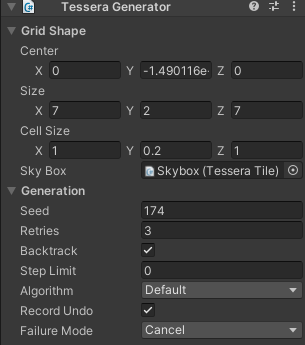 Tessera Generator
Grid Shape
Center
X 0 Y -1.490116e- Z 0
Size
X 7 Y 2 Z 7
Cell Size
X 1 Y 0.2 Z 1
Sky Box Skybox (Tessera Tile)
Generation
Seed 174
Retries 3
Backtrack
Step Limit 0
Algorithm Default
Record Undo
Failure Mode Cancel